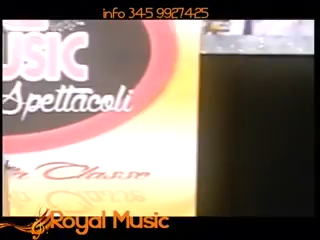 info 345 9927425
USIC
Spettacoli
Classe
Royal Music